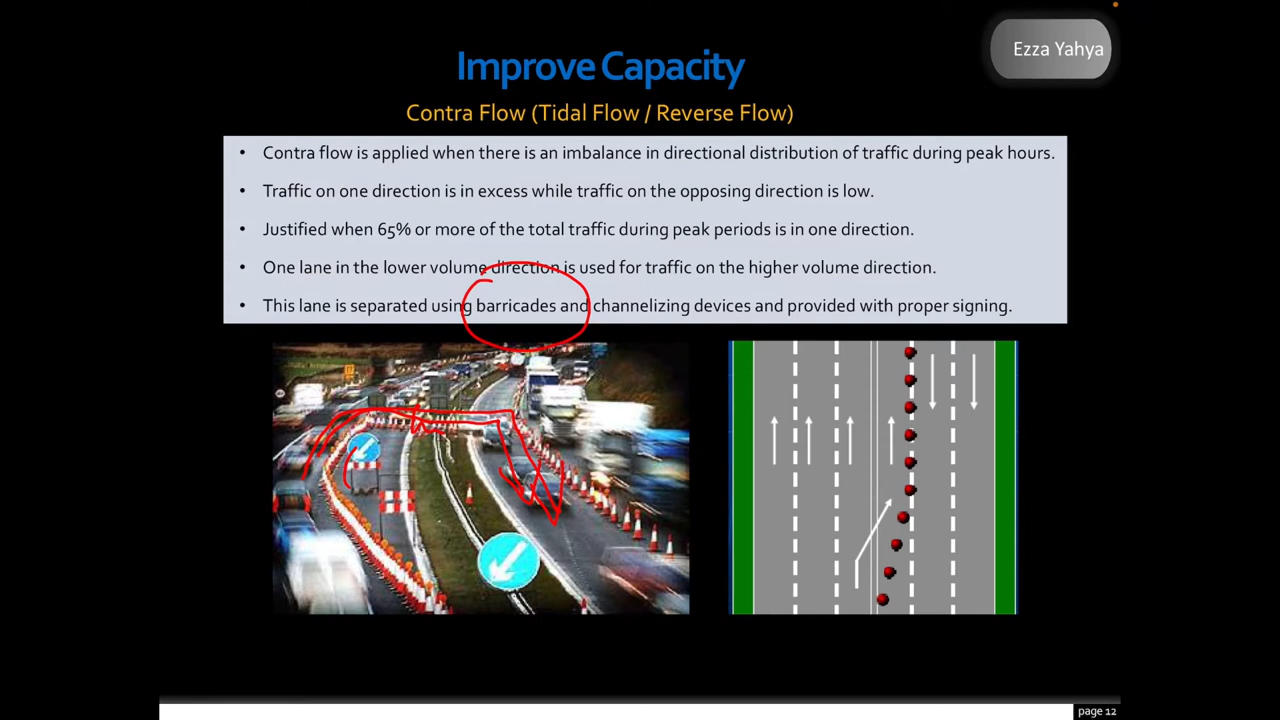 Ezza Yahya
Improve Capacity
Contra Flow (Tidal Flow / Reverse Flow)
• Contra flow is applied when there is an imbalance in directional distribution of traffic during peak hours.
• Traffic on one direction is in excess while traffic on the opposing direction is low.
• Justified when 65% or more of the total traffic during peak periods is in one direction.
• One lane in the lower volume direction is used for traffic on the higher volume direction.
• This lane is separated using barricades and channelizing devices and provided with proper signing.
page 12